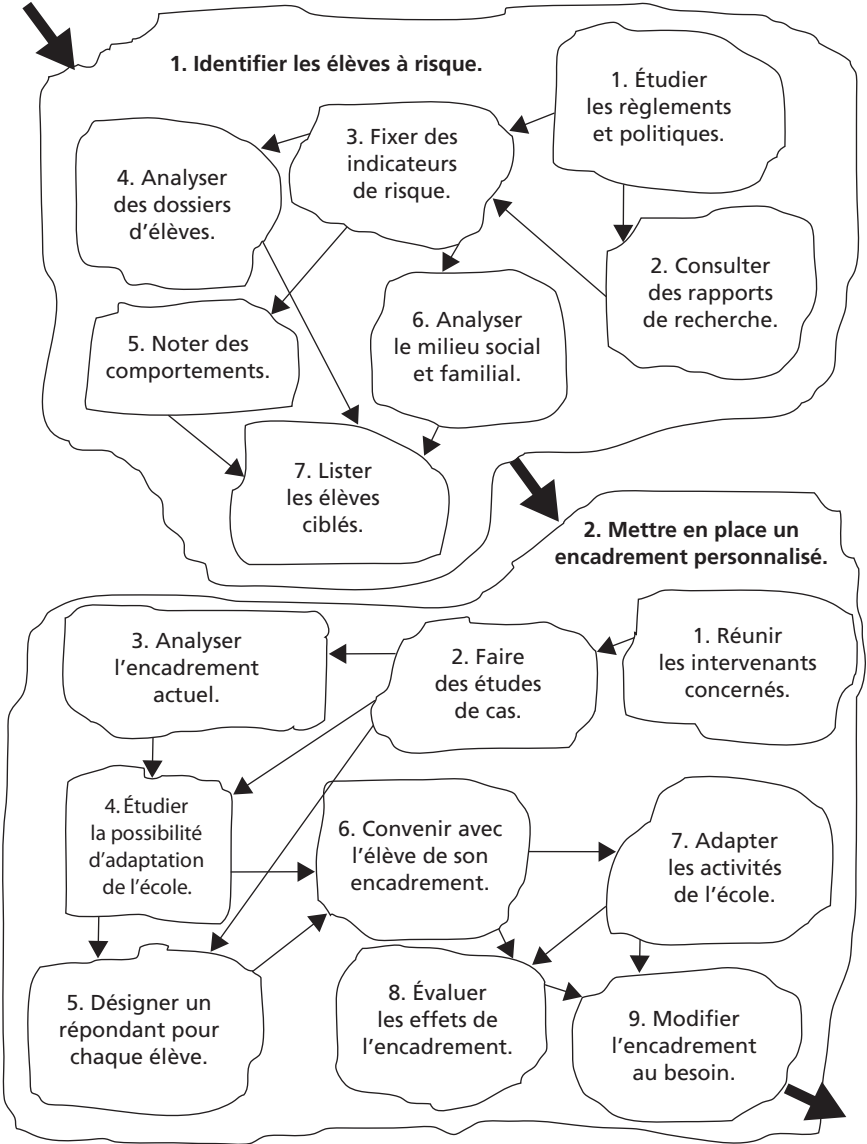 1. Identifier les élèves à risque.
1. Étudier
les règlements
et politiques.
3. Fixer des
indicateurs
de risque.
4. Analyser
des dossiers
d’élèves.
2. Consulter
des rapports
de recherche.
6. Analyser
le milieu social
et familial.
5. Noter des
comportements.
7. Lister
les élèves
ciblés.
2. Mettre en place un
encadrement personnalisé.
1. Réunir
les intervenants
concernés.
2. Faire
des études
de cas.
3. Analyser
l’encadrement
actuel.
4. Étudier
la possibilité
d’adaptation
de l’école.
6. Convenir avec
l’élève de son
encadrement.
7. Adapter
les activités
de l’école.
5. Désigner un
répondant pour
chaque élève.
8. Évaluer
les effets de
l’encadrement.
9. Modifier
l’encadrement
au besoin.